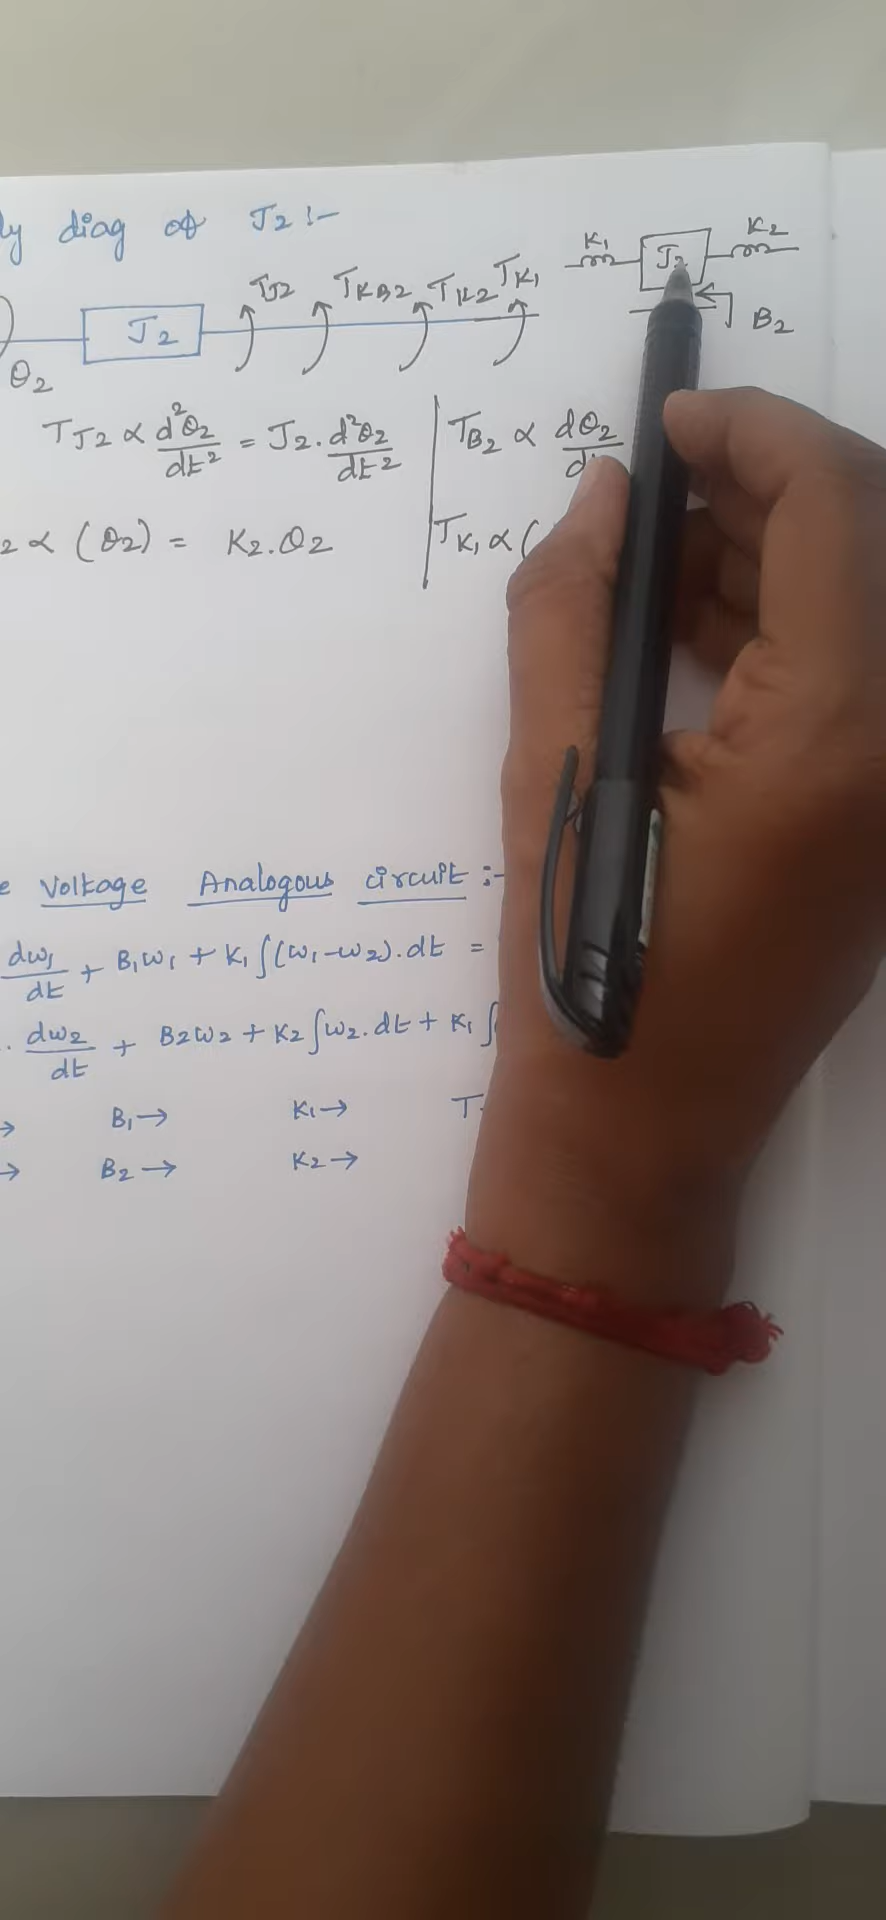 diag of J2 :-
K1 J2 K2
B2
TJ2 TKB2 TK2 TK1
J2
θ2
TJ2 ∝ d²θ2/dt² = J2. d²θ2/dt² | TB2 ∝ dθ2/
2 ∝ (θ2) = K2.θ2 | TK1 ∝ (
Voltage Analogous circuit :-
dω1/dt + B1ω1 + K1∫(ω1-ω2).dt =
. dω2/dt + B2ω2 + K2∫ω2.dt + K1∫
→ B1→ K1→ T
→ B2→ K2→